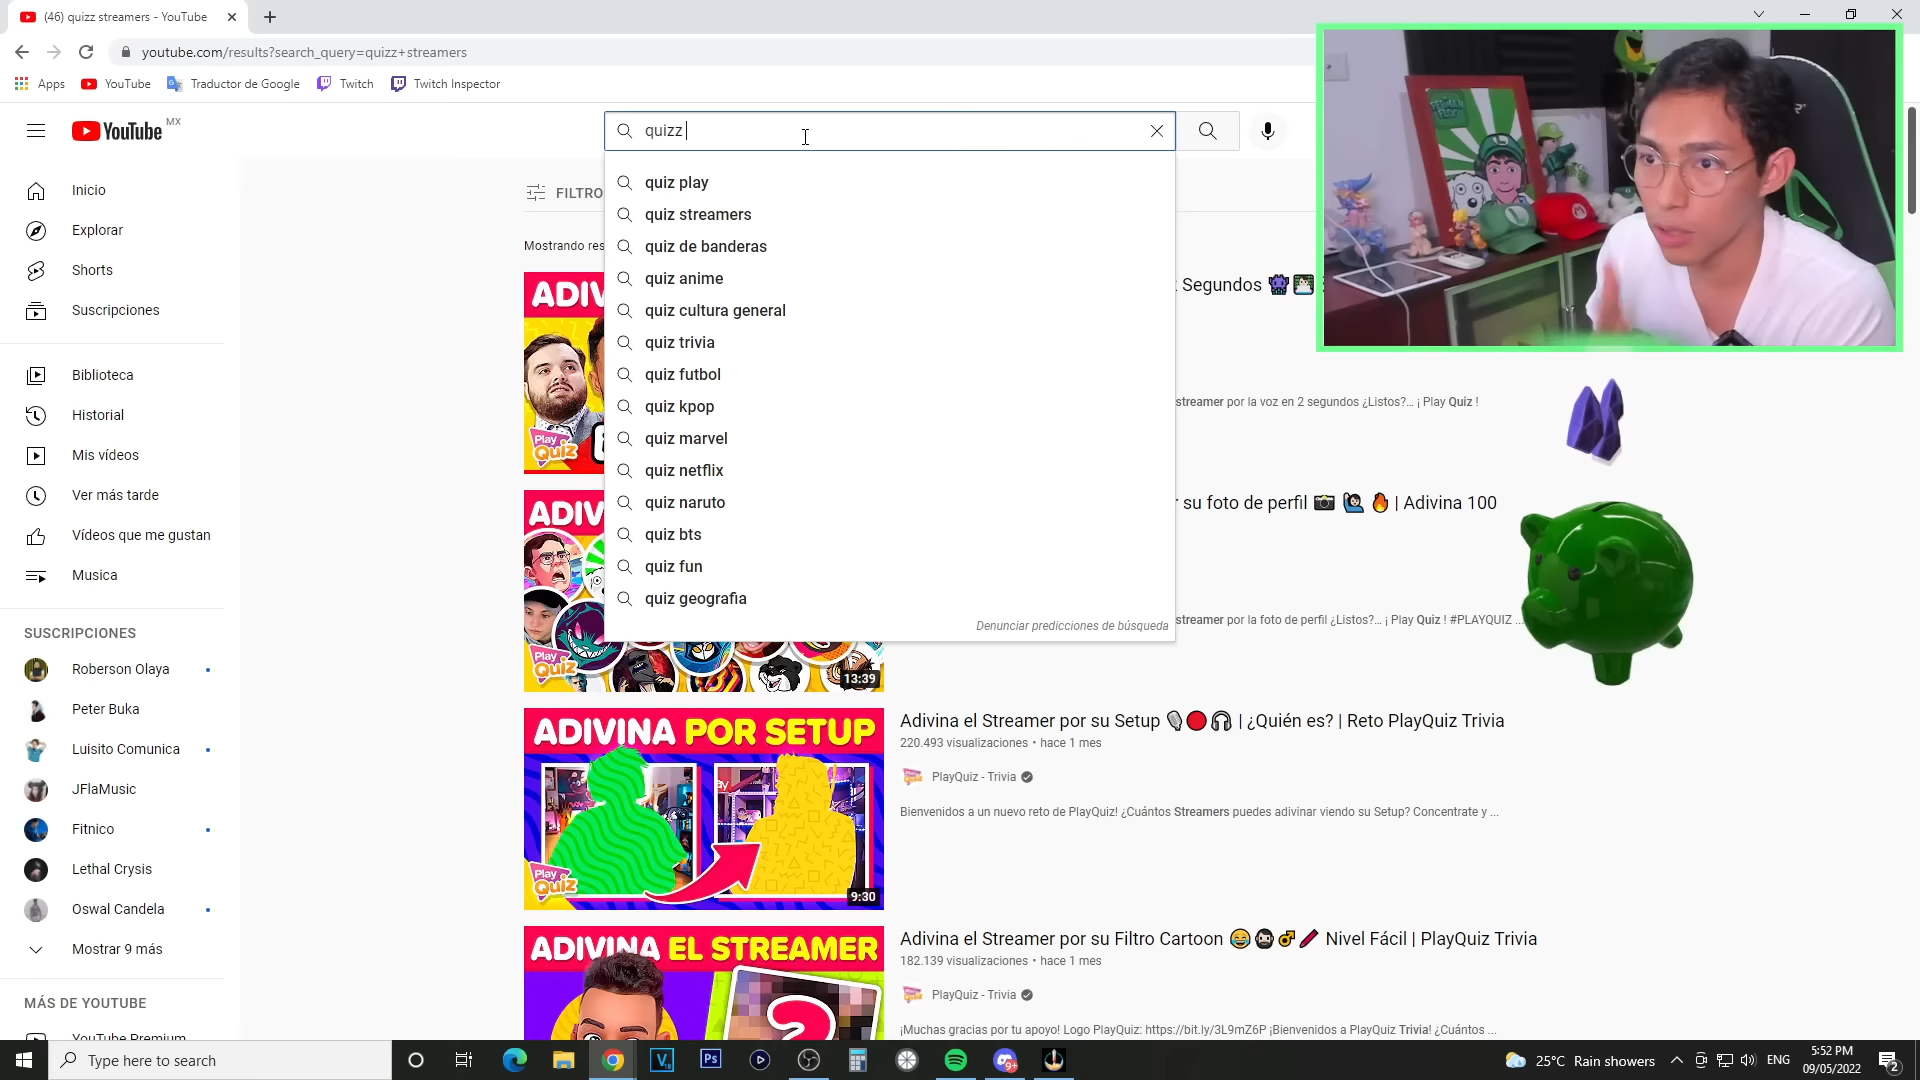 (46) quizz streamers - YouTube
youtube.com/results?search_query=quizz+streamers
Apps
YouTube
Traductor de Google
Twitch
Twitch Inspector
YouTube MX
quizz
Inicio
Explorar
Shorts
Suscripciones
Biblioteca
Historial
Mis vídeos
Ver más tarde
Vídeos que me gustan
Musica
SUSCRIPCIONES
Roberson Olaya
Peter Buka
Luisito Comunica
JFlaMusic
Fitnico
Lethal Crysis
Oswal Candela
Mostrar 9 más
MÁS DE YOUTUBE
YouTube Premium
FILTRO
Mostrando res
quiz play
quiz streamers
quiz de banderas
quiz anime
quiz cultura general
quiz trivia
quiz futbol
quiz kpop
quiz marvel
quiz netflix
quiz naruto
quiz bts
quiz fun
quiz geografia
Denunciar predicciones de búsqueda
ADIV
Play Quiz
Segundos
streamer por la voz en 2 segundos ¿Listos?... ¡ Play Quiz !
ADIV
Play Quiz
13:39
su foto de perfil 📷 🙋🏻 🔥 | Adivina 100
streamer por la foto de perfil ¿Listos?... ¡ Play Quiz ! #PLAYQUIZ ...
ADIVINA POR SETUP
Play Quiz
9:30
Adivina el Streamer por su Setup 🎙️🔴🎧 | ¿Quién es? | Reto PlayQuiz Trivia
220.493 visualizaciones • hace 1 mes
PlayQuiz - Trivia
Bienvenidos a un nuevo reto de PlayQuiz! ¿Cuántos Streamers puedes adivinar viendo su Setup? Concentrate y ...
ADIVINA EL STREAMER
?
Adivina el Streamer por su Filtro Cartoon 😂🧔🏻‍♂️🖍️ Nivel Fácil | PlayQuiz Trivia
182.139 visualizaciones • hace 1 mes
PlayQuiz - Trivia
¡Muchas gracias por tu apoyo! Logo PlayQuiz: https://bit.ly/3L9mZ6P ¡Bienvenidos a PlayQuiz Trivia! ¿Cuántos ...
Type here to search
Ps
9+
25°C Rain showers
ENG
5:52 PM
09/05/2022
2